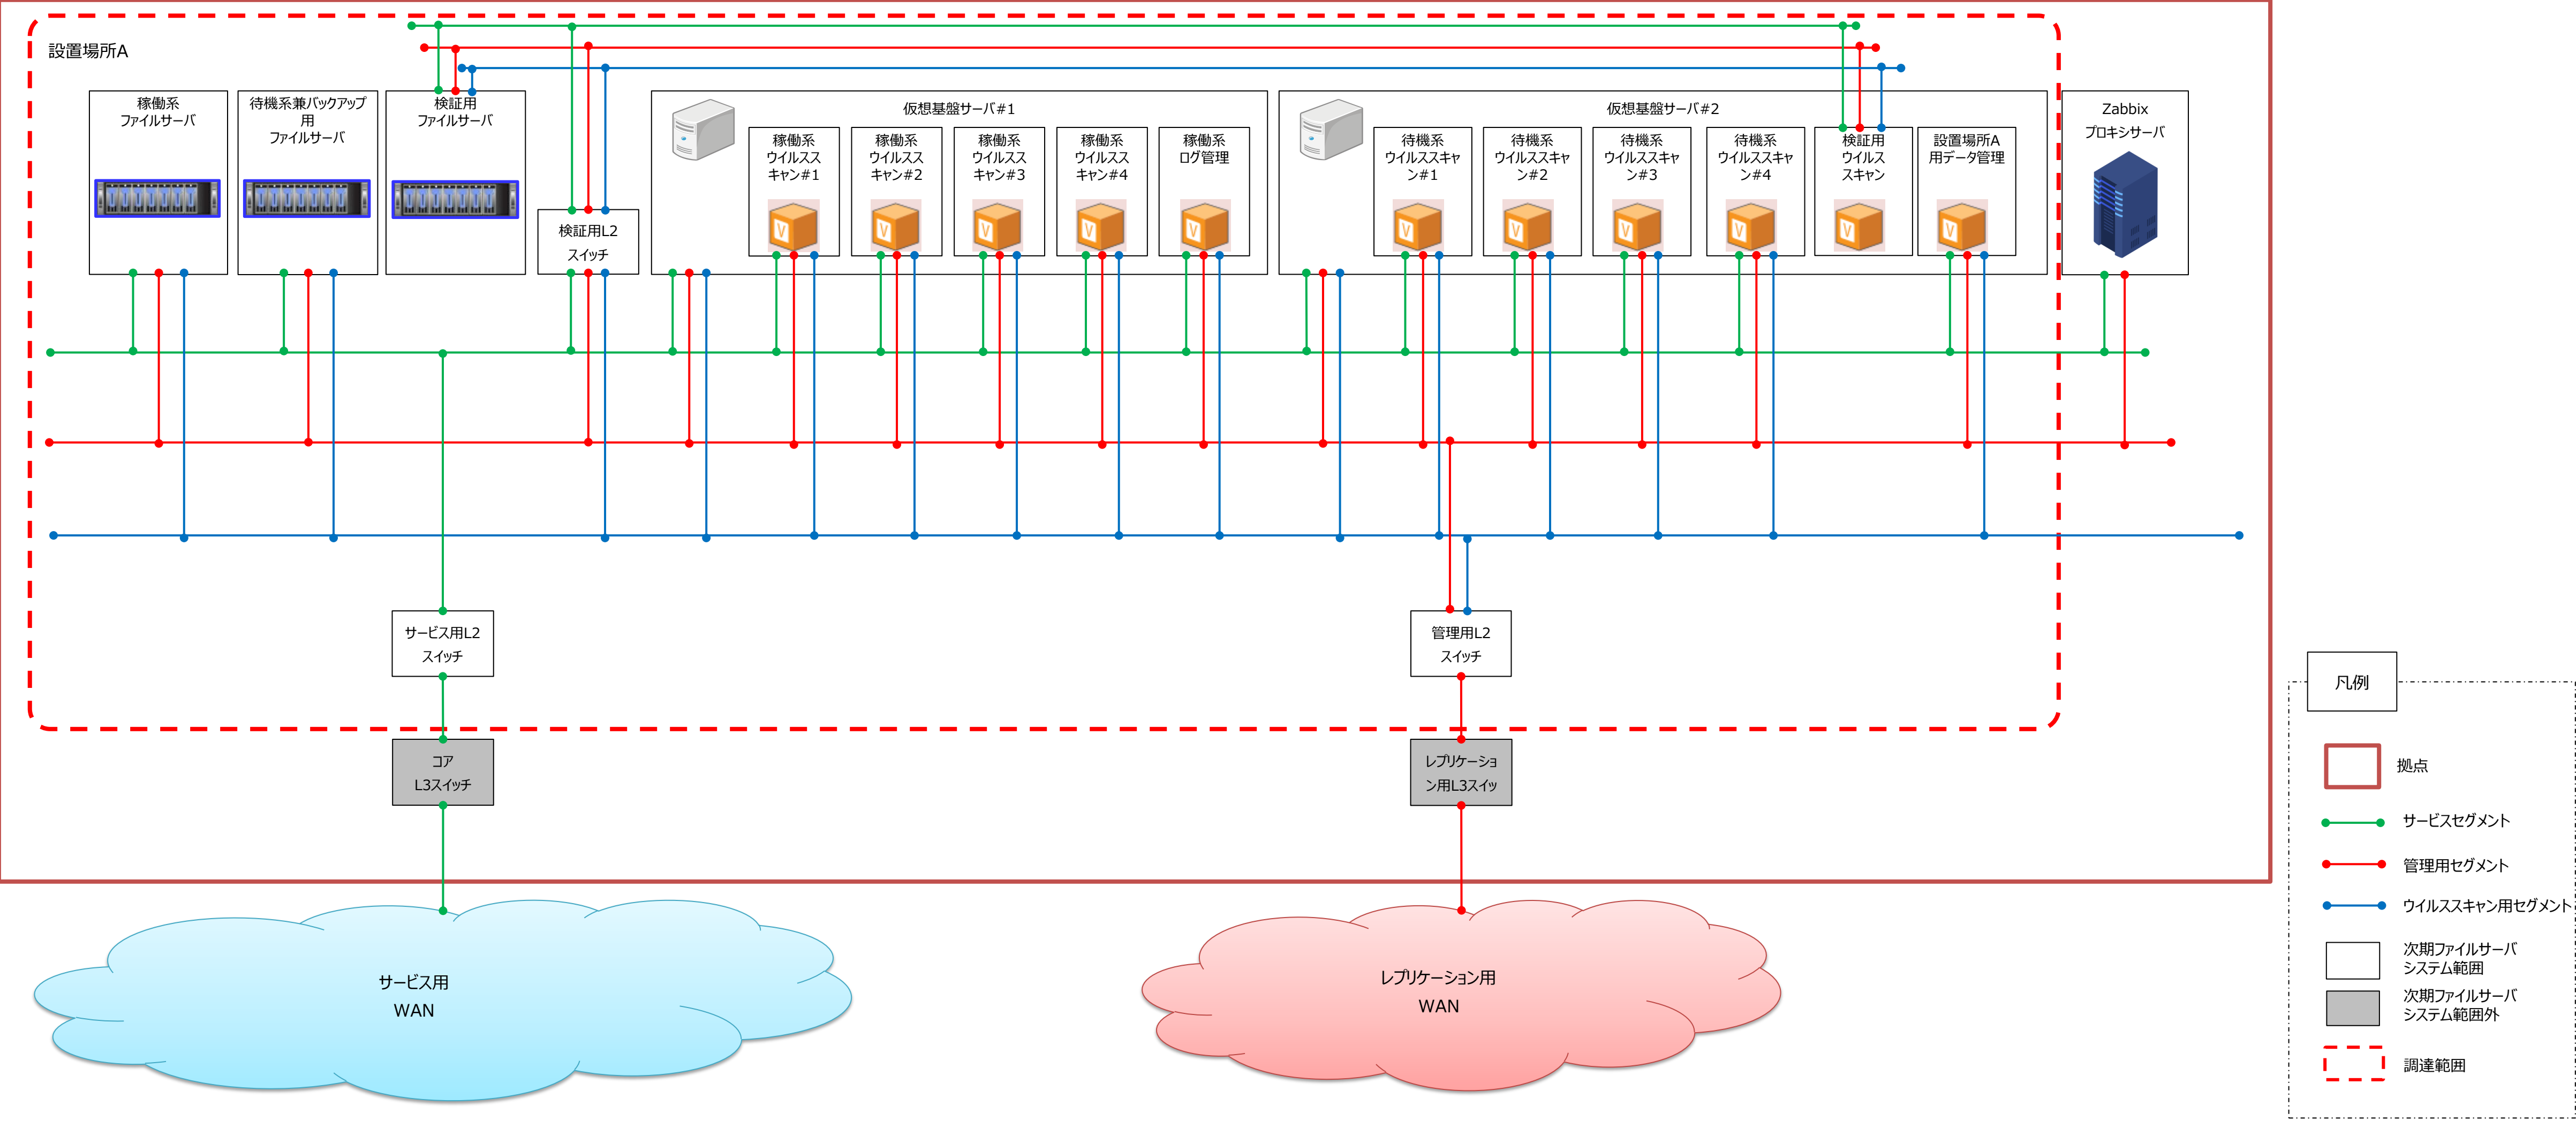 設置場所A
稼働系
ファイルサーバ
待機系兼バックアップ
用
ファイルサーバ
検証用
ファイルサーバ
検証用L2
スイッチ
仮想基盤サーバ#1
稼働系
ウイルスス
キャン#1
稼働系
ウイルスス
キャン#2
稼働系
ウイルスス
キャン#3
稼働系
ウイルスス
キャン#4
稼働系
ログ管理
仮想基盤サーバ#2
待機系
ウイルススキャ
ン#1
待機系
ウイルススキャ
ン#2
待機系
ウイルススキャ
ン#3
待機系
ウイルススキャ
ン#4
検証用
ウイルス
スキャン
設置場所A
用データ管理
Zabbix
プロキシサーバ
V
V
V
V
V
V
V
V
V
V
V
サービス用L2
スイッチ
管理用L2
スイッチ
コア
L3スイッチ
レプリケーショ
ン用L3スイッ
サービス用
WAN
レプリケーション用
WAN
凡例
拠点
サービスセグメント
管理用セグメント
ウイルススキャン用セグメント
次期ファイルサーバ
システム範囲
次期ファイルサーバ
システム範囲外
調達範囲